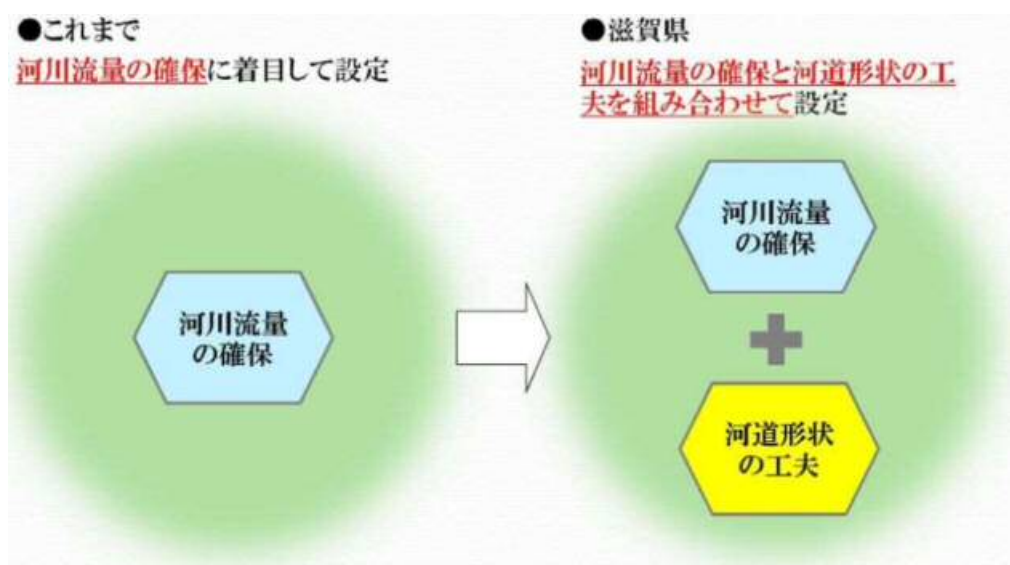 ●これまで
河川流量の確保に着目して設定
河川流量
の確保
●滋賀県
河川流量の確保と河道形状の工
夫を組み合わせて設定
河川流量
の確保
河道形状
の工夫